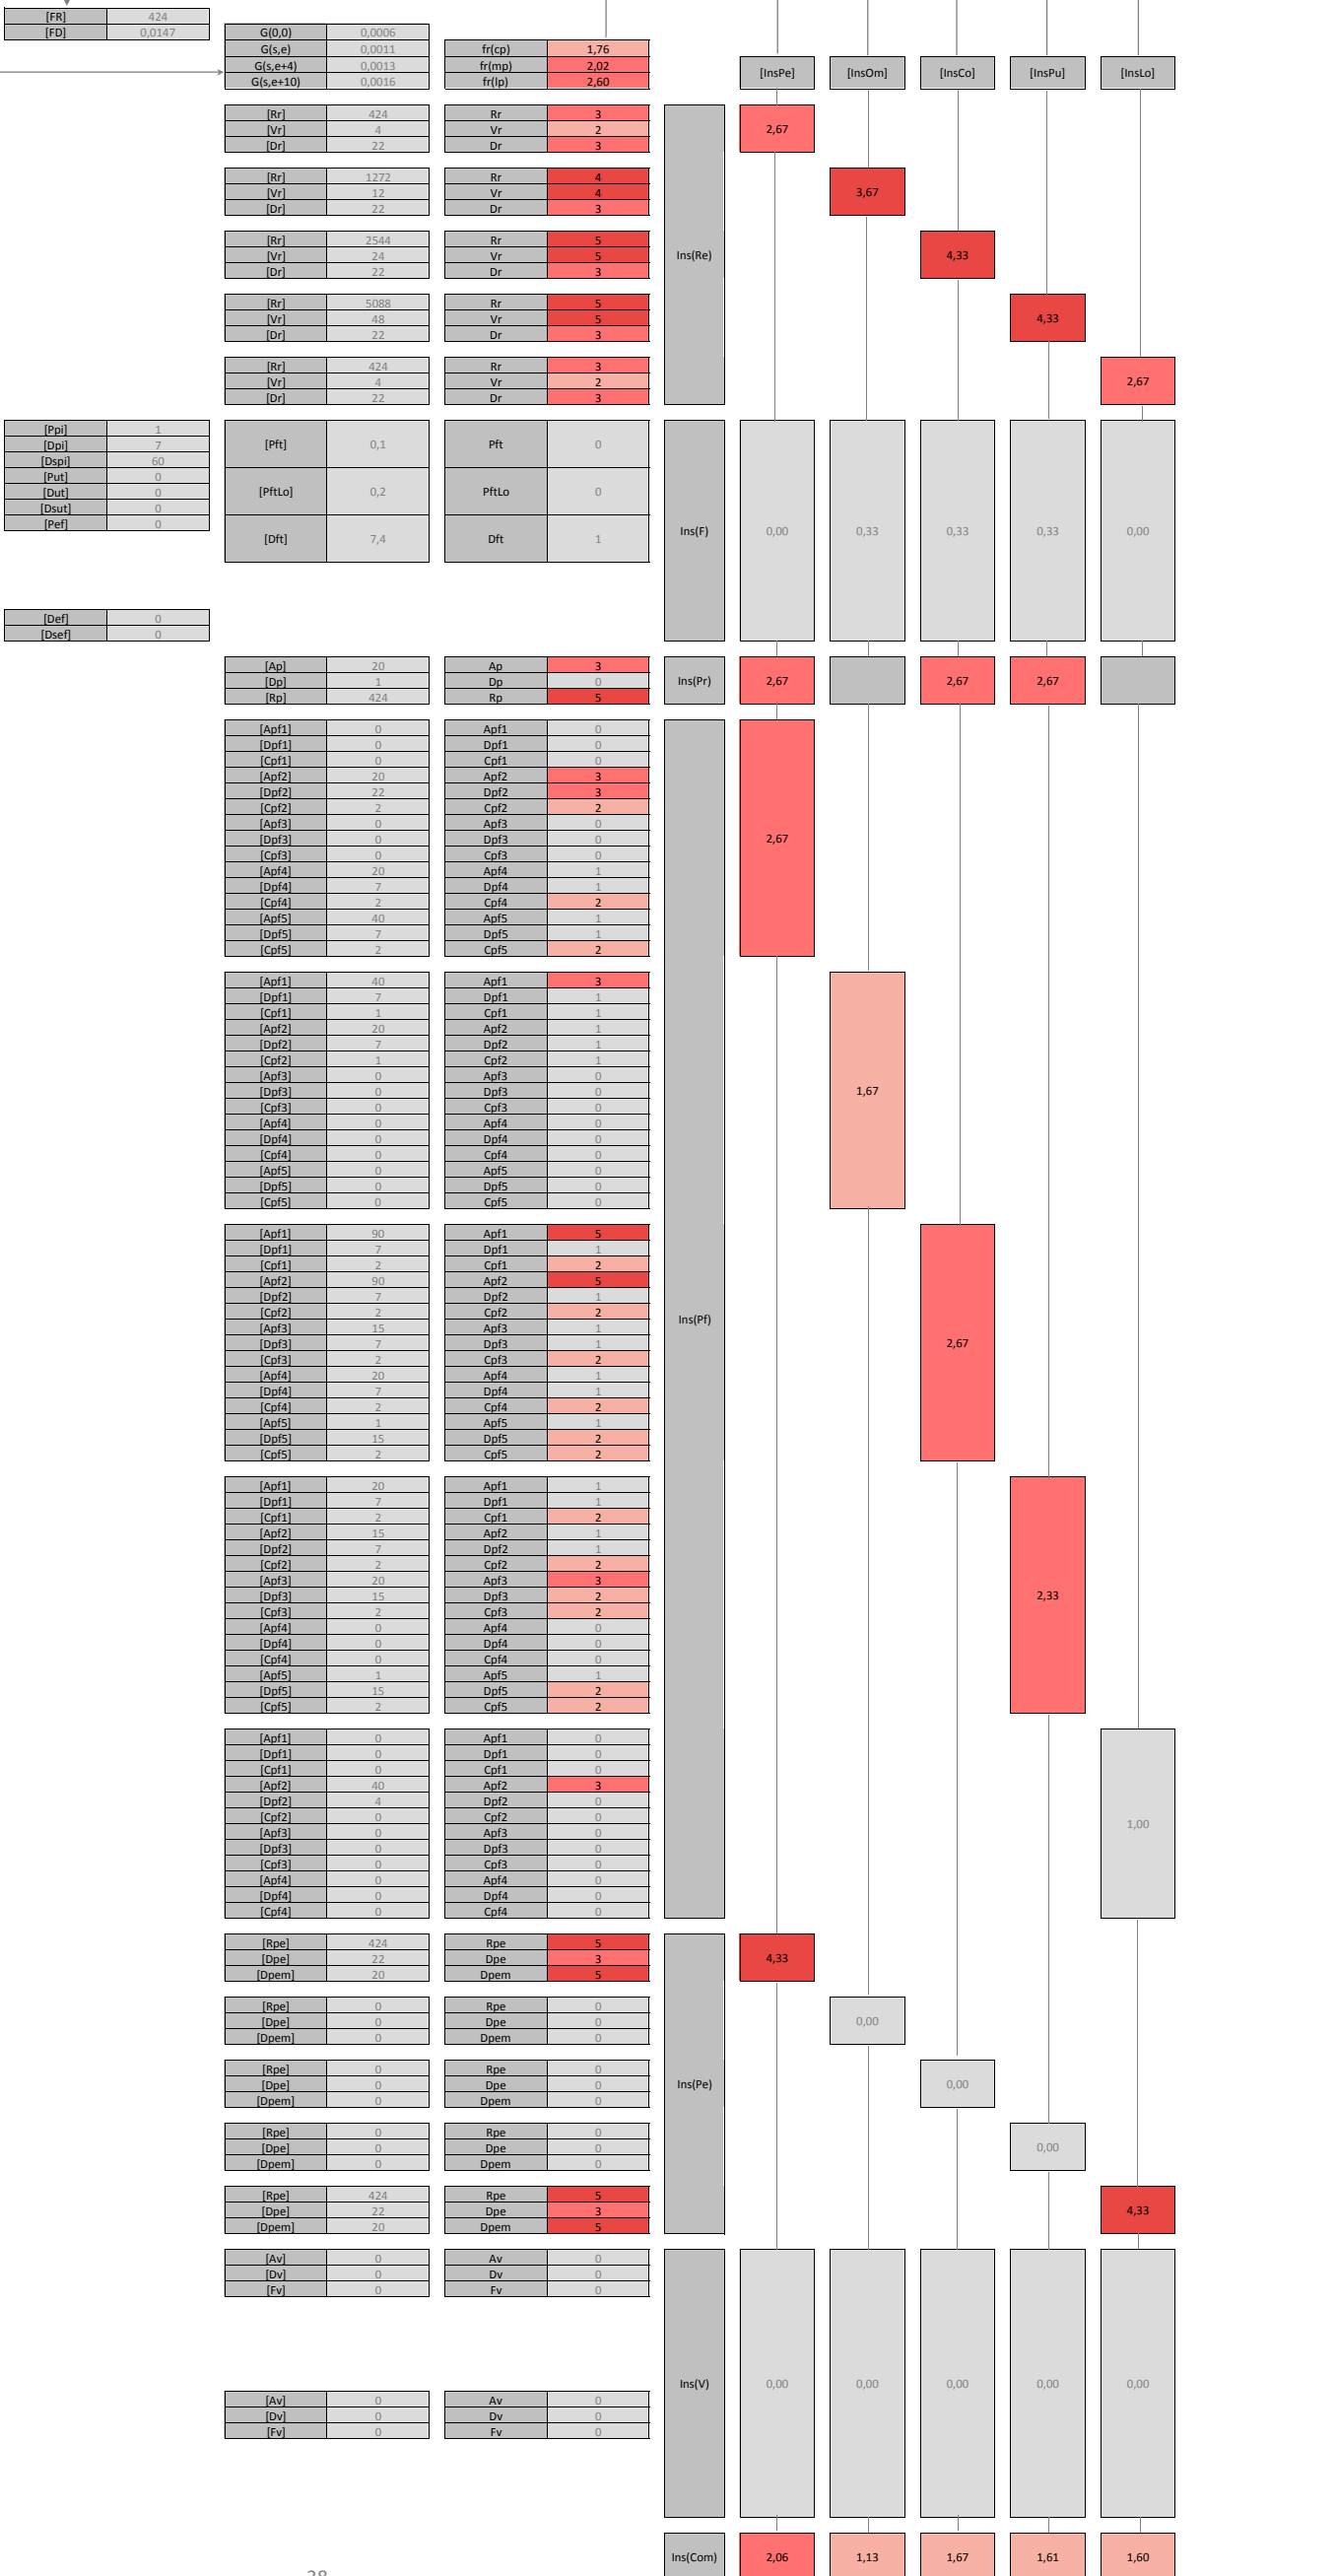 [FR] 424
[FD] 0,0147
G(0,0) 0,0006
G(s,e) 0,0011 fr(cp) 1,76
G(s,e+4) 0,0013 fr(mp) 2,02
G(s,e+10) 0,0016 fr(lp) 2,60
[InsPe] [InsOm] [InsCo] [InsPu] [InsLo]
[Rr] 424 Rr 3
[Vr] 4 Vr 2
[Dr] 22 Dr 3
2,67
[Rr] 1272 Rr 4
[Vr] 12 Vr 4
[Dr] 22 Dr 3
3,67
[Rr] 2544 Rr 5
[Vr] 24 Vr 5
[Dr] 22 Dr 3
Ins(Re)
4,33
[Rr] 5088 Rr 5
[Vr] 48 Vr 5
[Dr] 22 Dr 3
4,33
[Rr] 424 Rr 3
[Vr] 4 Vr 2
[Dr] 22 Dr 3
2,67
[Ppi] 1
[Dpi] 7
[Dspi] 60
[Put] 0
[Dut] 0
[Dsut] 0
[Pef] 0
[Pft] 0,1 Pft 0
[PftLo] 0,2 PftLo 0
[Dft] 7,4 Dft 1
Ins(F) 0,00 0,33 0,33 0,33 0,00
[Def] 0
[Dsef] 0
[Ap] 20 Ap 3
[Dp] 1 Dp 0
[Rp] 424 Rp 5
Ins(Pr) 2,67 2,67 2,67
[Apf1] 0 Apf1 0
[Dpf1] 0 Dpf1 0
[Cpf1] 0 Cpf1 0
[Apf2] 20 Apf2 3
[Dpf2] 22 Dpf2 3
[Cpf2] 2 Cpf2 2
[Apf3] 0 Apf3 0
[Dpf3] 0 Dpf3 0
[Cpf3] 0 Cpf3 0
[Apf4] 20 Apf4 1
[Dpf4] 7 Dpf4 1
[Cpf4] 2 Cpf4 2
[Apf5] 40 Apf5 1
[Dpf5] 7 Dpf5 1
[Cpf5] 2 Cpf5 2
2,67
[Apf1] 40 Apf1 3
[Dpf1] 7 Dpf1 1
[Cpf1] 1 Cpf1 1
[Apf2] 20 Apf2 1
[Dpf2] 7 Dpf2 1
[Cpf2] 1 Cpf2 1
[Apf3] 0 Apf3 0
[Dpf3] 0 Dpf3 0
[Cpf3] 0 Cpf3 0
[Apf4] 0 Apf4 0
[Dpf4] 0 Dpf4 0
[Cpf4] 0 Cpf4 0
[Apf5] 0 Apf5 0
[Dpf5] 0 Dpf5 0
[Cpf5] 0 Cpf5 0
1,67
[Apf1] 90 Apf1 5
[Dpf1] 7 Dpf1 1
[Cpf1] 2 Cpf1 2
[Apf2] 90 Apf2 5
[Dpf2] 7 Dpf2 1
[Cpf2] 2 Cpf2 2
[Apf3] 15 Apf3 1
[Dpf3] 7 Dpf3 1
[Cpf3] 2 Cpf3 2
[Apf4] 20 Apf4 1
[Dpf4] 7 Dpf4 1
[Cpf4] 2 Cpf4 2
[Apf5] 1 Apf5 1
[Dpf5] 15 Dpf5 2
[Cpf5] 2 Cpf5 2
Ins(Pf)
2,67
[Apf1] 20 Apf1 1
[Dpf1] 7 Dpf1 1
[Cpf1] 2 Cpf1 2
[Apf2] 15 Apf2 1
[Dpf2] 7 Dpf2 1
[Cpf2] 2 Cpf2 2
[Apf3] 20 Apf3 3
[Dpf3] 15 Dpf3 2
[Cpf3] 2 Cpf3 2
[Apf4] 0 Apf4 0
[Dpf4] 0 Dpf4 0
[Cpf4] 0 Cpf4 0
[Apf5] 1 Apf5 1
[Dpf5] 15 Dpf5 2
[Cpf5] 2 Cpf5 2
2,33
[Apf1] 0 Apf1 0
[Dpf1] 0 Dpf1 0
[Cpf1] 0 Cpf1 0
[Apf2] 40 Apf2 3
[Dpf2] 4 Dpf2 0
[Cpf2] 0 Cpf2 0
[Apf3] 0 Apf3 0
[Dpf3] 0 Dpf3 0
[Cpf3] 0 Cpf3 0
[Apf4] 0 Apf4 0
[Dpf4] 0 Dpf4 0
[Cpf4] 0 Cpf4 0
1,00
[Rpe] 424 Rpe 5
[Dpe] 22 Dpe 3
[Dpem] 20 Dpem 5
4,33
[Rpe] 0 Rpe 0
[Dpe] 0 Dpe 0
[Dpem] 0 Dpem 0
0,00
[Rpe] 0 Rpe 0
[Dpe] 0 Dpe 0
[Dpem] 0 Dpem 0
Ins(Pe)
0,00
[Rpe] 0 Rpe 0
[Dpe] 0 Dpe 0
[Dpem] 0 Dpem 0
0,00
[Rpe] 424 Rpe 5
[Dpe] 22 Dpe 3
[Dpem] 20 Dpem 5
4,33
[Av] 0 Av 0
[Dv] 0 Dv 0
[Fv] 0 Fv 0
Ins(V) 0,00 0,00 0,00 0,00 0,00
[Av] 0 Av 0
[Dv] 0 Dv 0
[Fv] 0 Fv 0
Ins(Com) 2,06 1,13 1,67 1,61 1,60